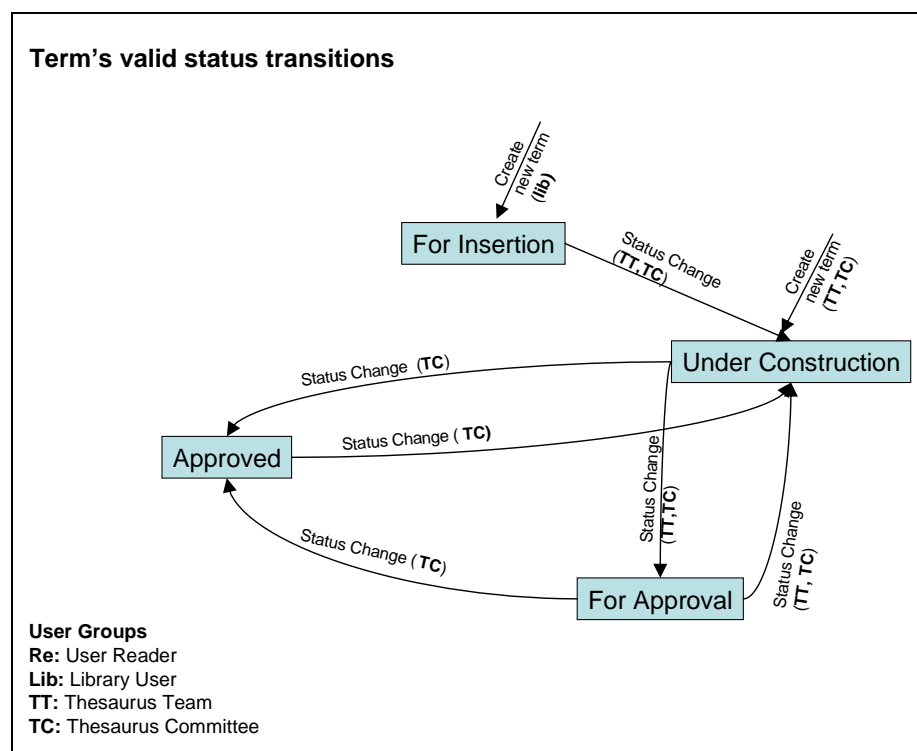 Term's valid status transitions
Create
new term
(lib)
For Insertion
Status Change
(TT,TC)
Create
new term
(TT,TC)
Under Construction
Status Change (TC)
Status Change ( TC)
Approved
Status Change
(TT,TC)
Status Change
(TT, TC)
Status Change ( TC)
For Approval
User Groups
Re: User Reader
Lib: Library User
TT: Thesaurus Team
TC: Thesaurus Committee